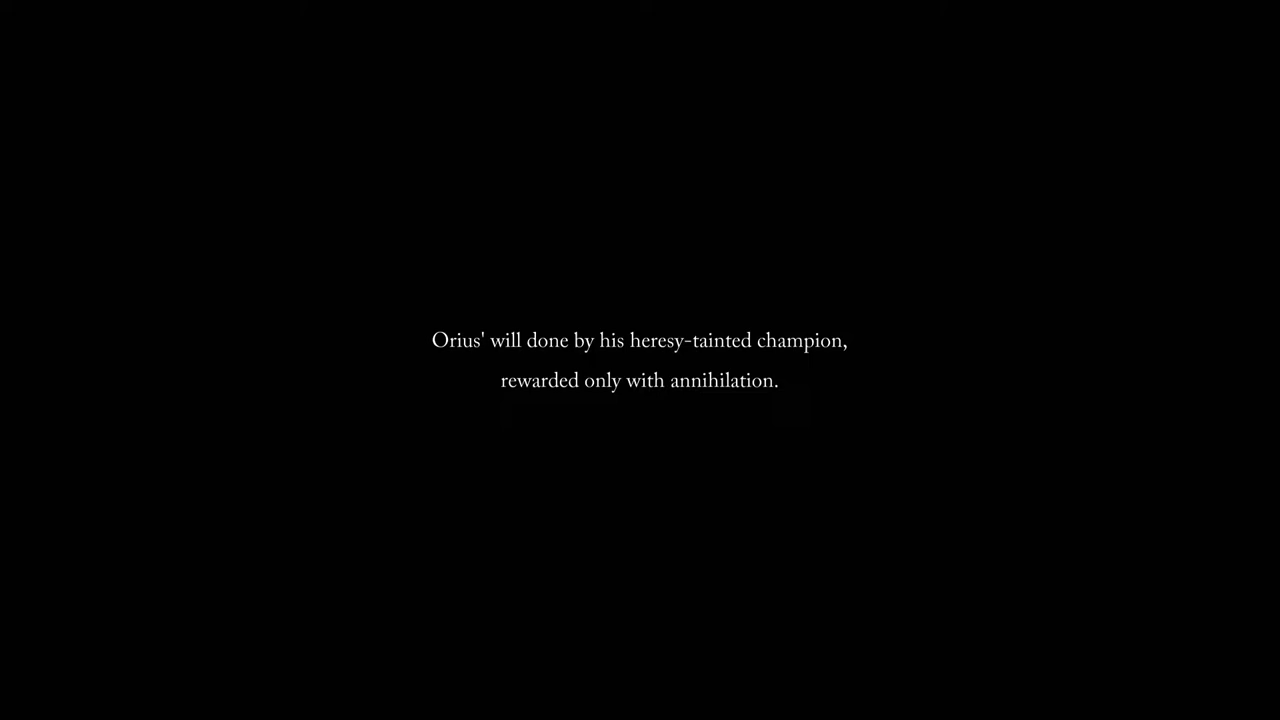 Orius' will done by his heresy-tainted champion,
rewarded only with annihilation.